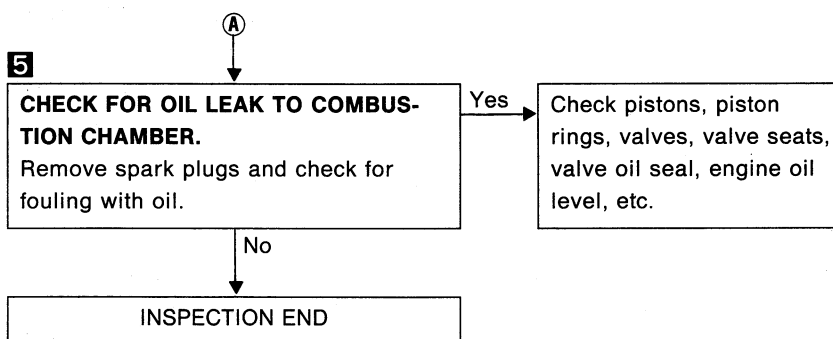 A
5
CHECK FOR OIL LEAK TO COMBUS-
TION CHAMBER.
Remove spark plugs and check for
fouling with oil.
Yes
Check pistons, piston
rings, valves, valve seats,
valve oil seal, engine oil
level, etc.
No
INSPECTION END